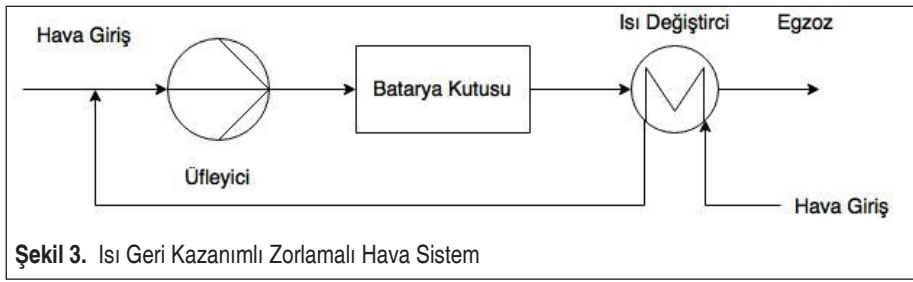 Isı Değiştirci
Egzoz
Hava Giriş
Batarya Kutusu
Üfleyici
Hava Giriş
Şekil 3. Isı Geri Kazanımlı Zorlamalı Hava Sistem